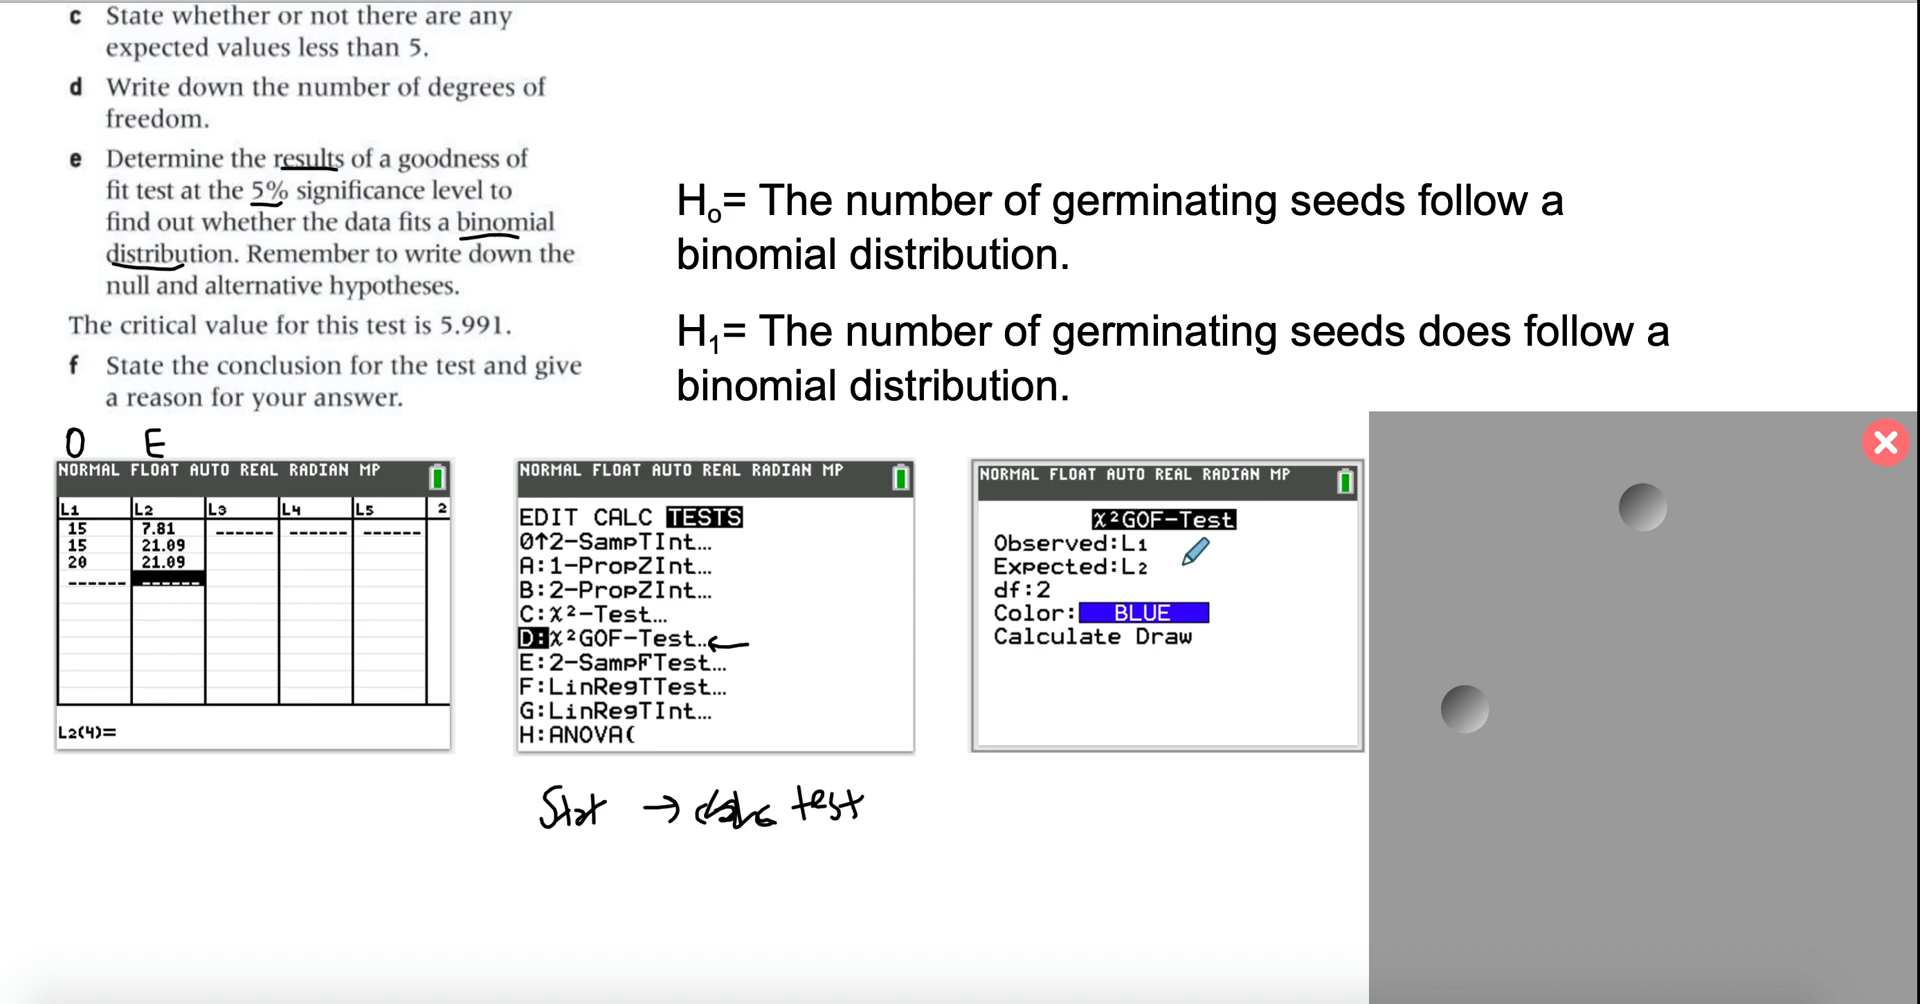 c State whether or not there are any
expected values less than 5.
d Write down the number of degrees of
freedom.
e Determine the results of a goodness of
fit test at the 5% significance level to
find out whether the data fits a binomial
distribution. Remember to write down the
null and alternative hypotheses.
The critical value for this test is 5.991.
f State the conclusion for the test and give
a reason for your answer.
H₀= The number of germinating seeds follow a
binomial distribution.
H₁= The number of germinating seeds does follow a
binomial distribution.
O E
NORMAL FLOAT AUTO REAL RADIAN MP
L1 L2 L3 L4 L5 2
15 7.81 ------ ------ ------
15 21.09
20 21.09
------ ------
L2(4)=
NORMAL FLOAT AUTO REAL RADIAN MP
EDIT CALC TESTS
0↑2-SampTInt...
A:1-PropZInt...
B:2-PropZInt...
C:χ²-Test...
D:χ²GOF-Test...
E:2-SampFTest...
F:LinRegTTest...
G:LinRegTInt...
H:ANOVA(
NORMAL FLOAT AUTO REAL RADIAN MP
χ²GOF-Test
Observed:L1
Expected:L2
df:2
Color: BLUE
Calculate Draw
Stat → test